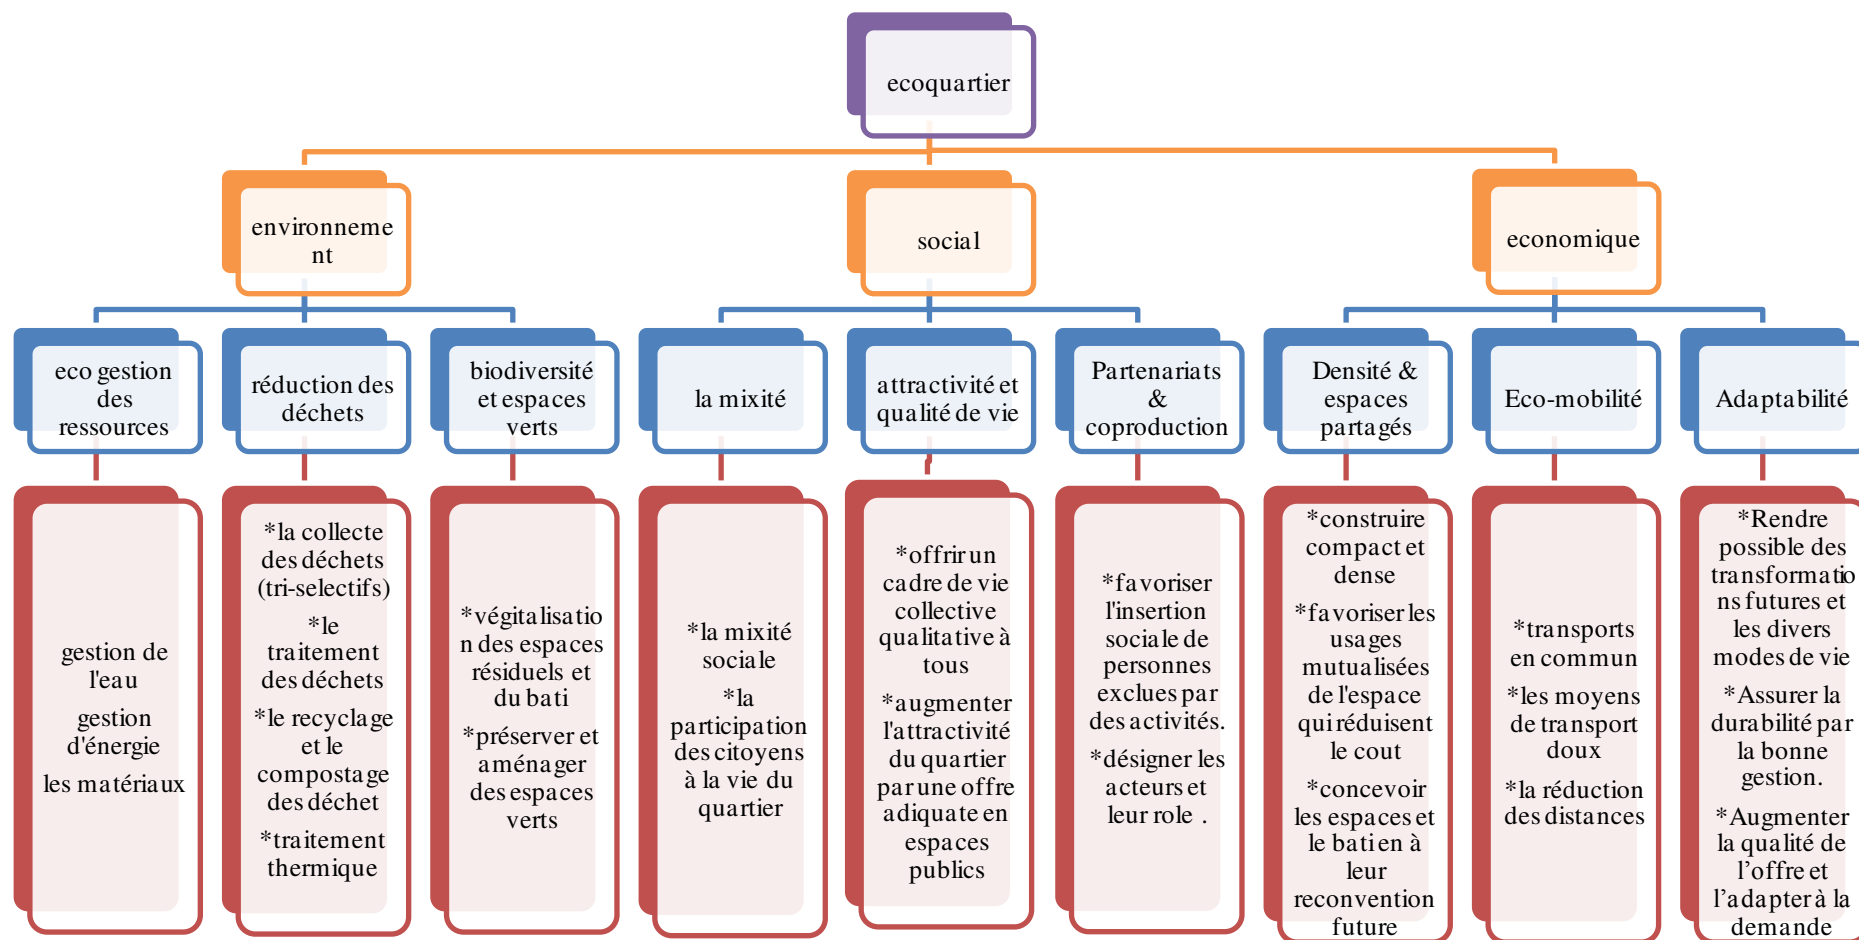 ecoquartier
environneme
nt
social
economique
eco gestion
des
ressources
réduction des
déchets
biodiversité
et espaces
verts
la mixité
attractivité et
qualité de vie
Partenariats
&
coproduction
Densité &
espaces
partagés
Eco-mobilité
Adaptabilité
gestion de
l'eau
gestion
d'énergie
les matériaux
*la collecte
des déchets
(tri-selectifs)
*le
traitement
des déchets
*le recyclage
et le
compostage
des déchet
*traitement
thermique
*végitalisatio
n des espaces
résiduels et
du bati
*préserver et
aménager
des espaces
verts
*la mixité
sociale
*la
participation
des citoyens
à la vie du
quartier
*offrir un
cadre de vie
collective
qualitative à
tous
*augmenter
l'attractivité
du quartier
par une offre
adiquate en
espaces
publics
*favoriser
l'insertion
sociale de
personnes
exclues par
des activités.
*désigner les
acteurs et
leur role .
*construire
compact et
dense
*favoriser les
usages
mutualisées
de l'espace
qui réduisent
le cout
*concevoir
les espaces et
le bati en à
leur
reconvention
future
*transports
en commun
*les moyens
de transport
doux
*la réduction
des distances
*Rendre
possible des
transformatio
ns futures et
les divers
modes de vie
*Assurer la
durabilité par
la bonne
gestion.
*Augmenter
la qualité de
l’offre et
l’adapter à la
demande